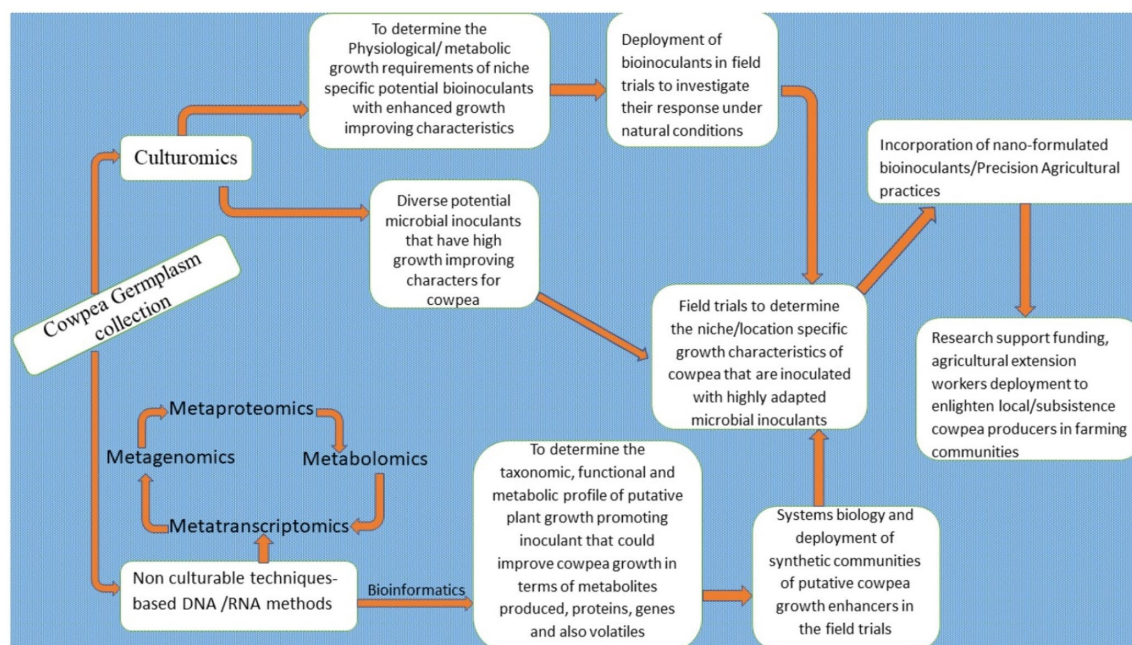 To determine the
Physiological/ metabolic
growth requirements of niche
specific potential bioinoculants
with enhanced growth
improving characteristics
Deployment of
bioinoculants in field
trials to investigate
their response under
natural conditions
Culturomics
Incorporation of nano-formulated
bioinoculants/Precision Agricultural
practices
Diverse potential
microbial inoculants
that have high
growth improving
characters for
cowpea
Cowpea Germplasm
collection
Field trials to determine
the niche/location specific
growth characteristics of
cowpea that are inoculated
with highly adapted
microbial inoculants
Research support funding,
agricultural extension
workers deployment to
enlighten local/subsistence
cowpea producers in farming
communities
Metaproteomics
Metagenomics
Metabolomics
Metatranscriptomics
Non culturable techniques-
based DNA /RNA methods
Bioinformatics
To determine the
taxonomic, functional and
metabolic profile of putative
plant growth promoting
inoculant that could
improve cowpea growth in
terms of metabolites
produced, proteins, genes
and also volatiles
Systems biology and
deployment of
synthetic communities
of putative cowpea
growth enhancers in
the field trials